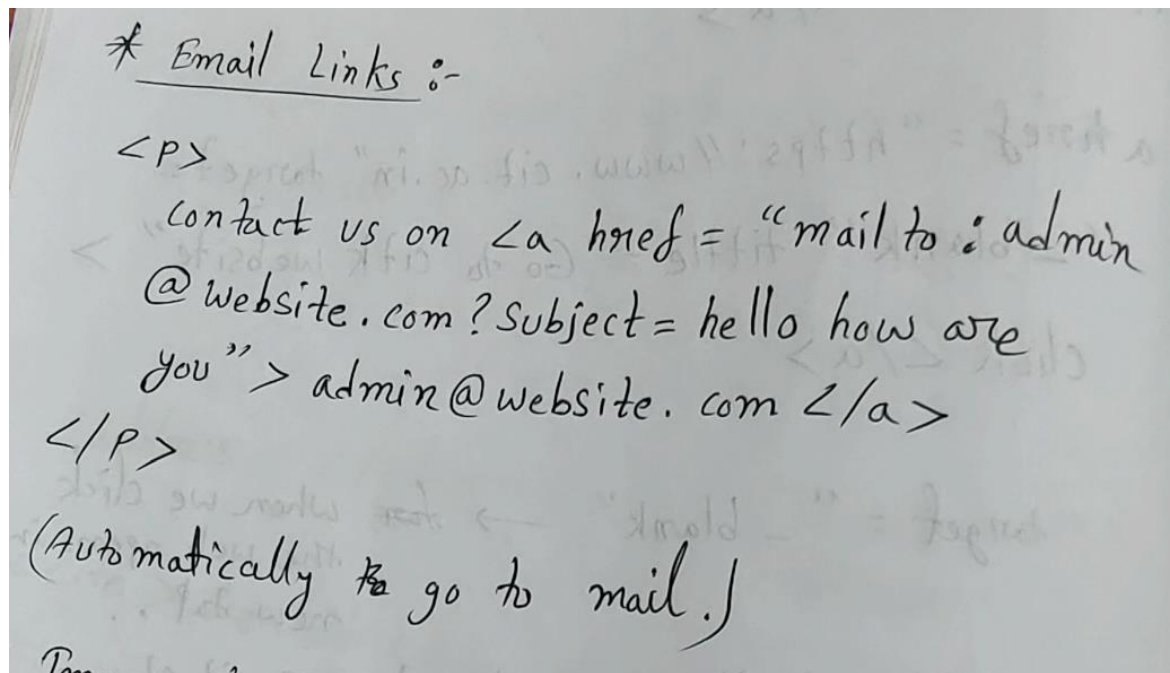 * Email Links :-
<p>
contact us on <a href = "mail to : admin
@ website. com ? Subject = hello how are
you"> admin@website. com </a>
</p>
(Automatically go to mail.)